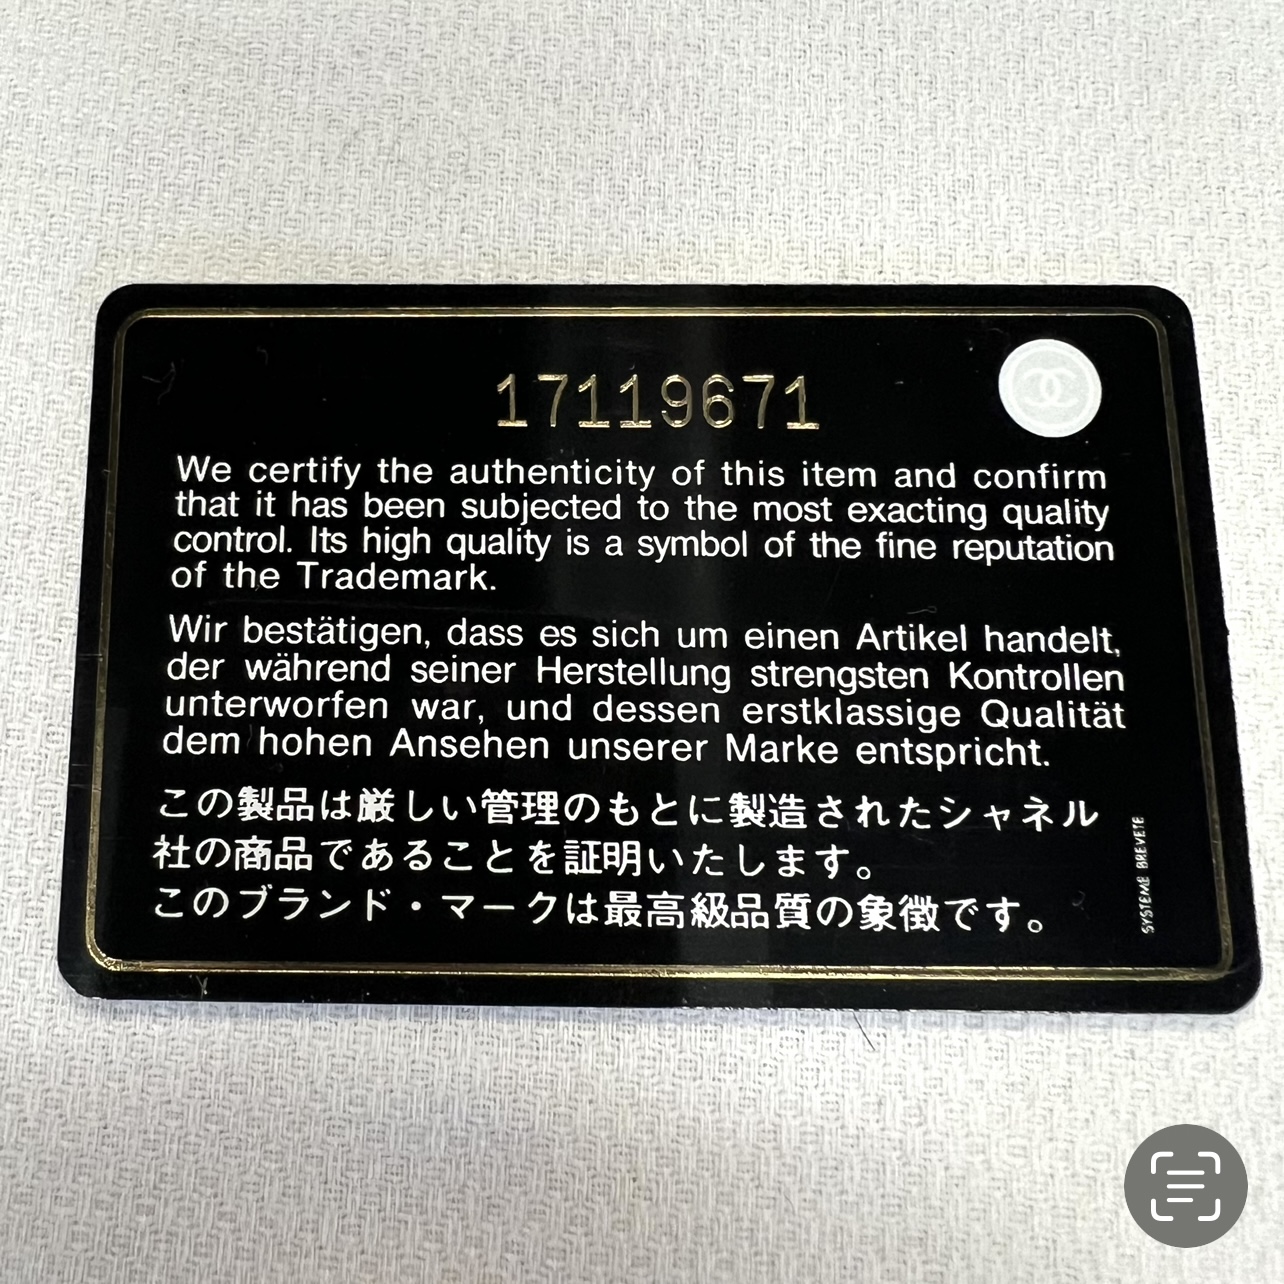 17119671
We certify the authenticity of this item and confirm
that it has been subjected to the most exacting quality
control. Its high quality is a symbol of the fine reputation
of the Trademark.
Wir bestätigen, dass es sich um einen Artikel handelt,
der während seiner Herstellung strengsten Kontrollen
unterworfen war, und dessen erstklassige Qualität
dem hohen Ansehen unserer Marke entspricht.
この製品は厳しい管理のもとに製造されたシャネル
社の商品であることを証明いたします。
このブランド・マークは最高級品質の象徴です。
SYSTEME BREVETE